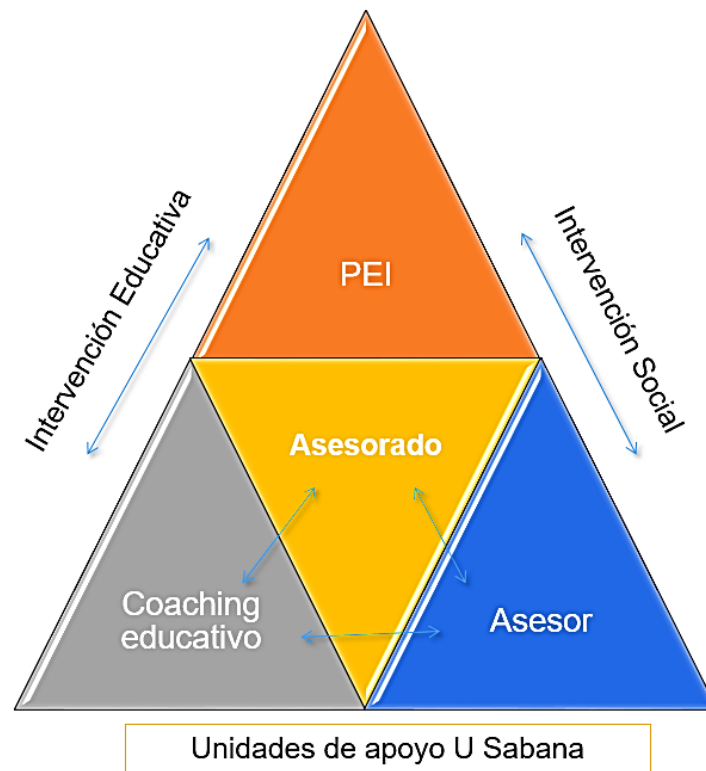 Intervención Educativa
Intervención Social
PEI
Asesorado
Coaching
educativo
Asesor
Unidades de apoyo U Sabana